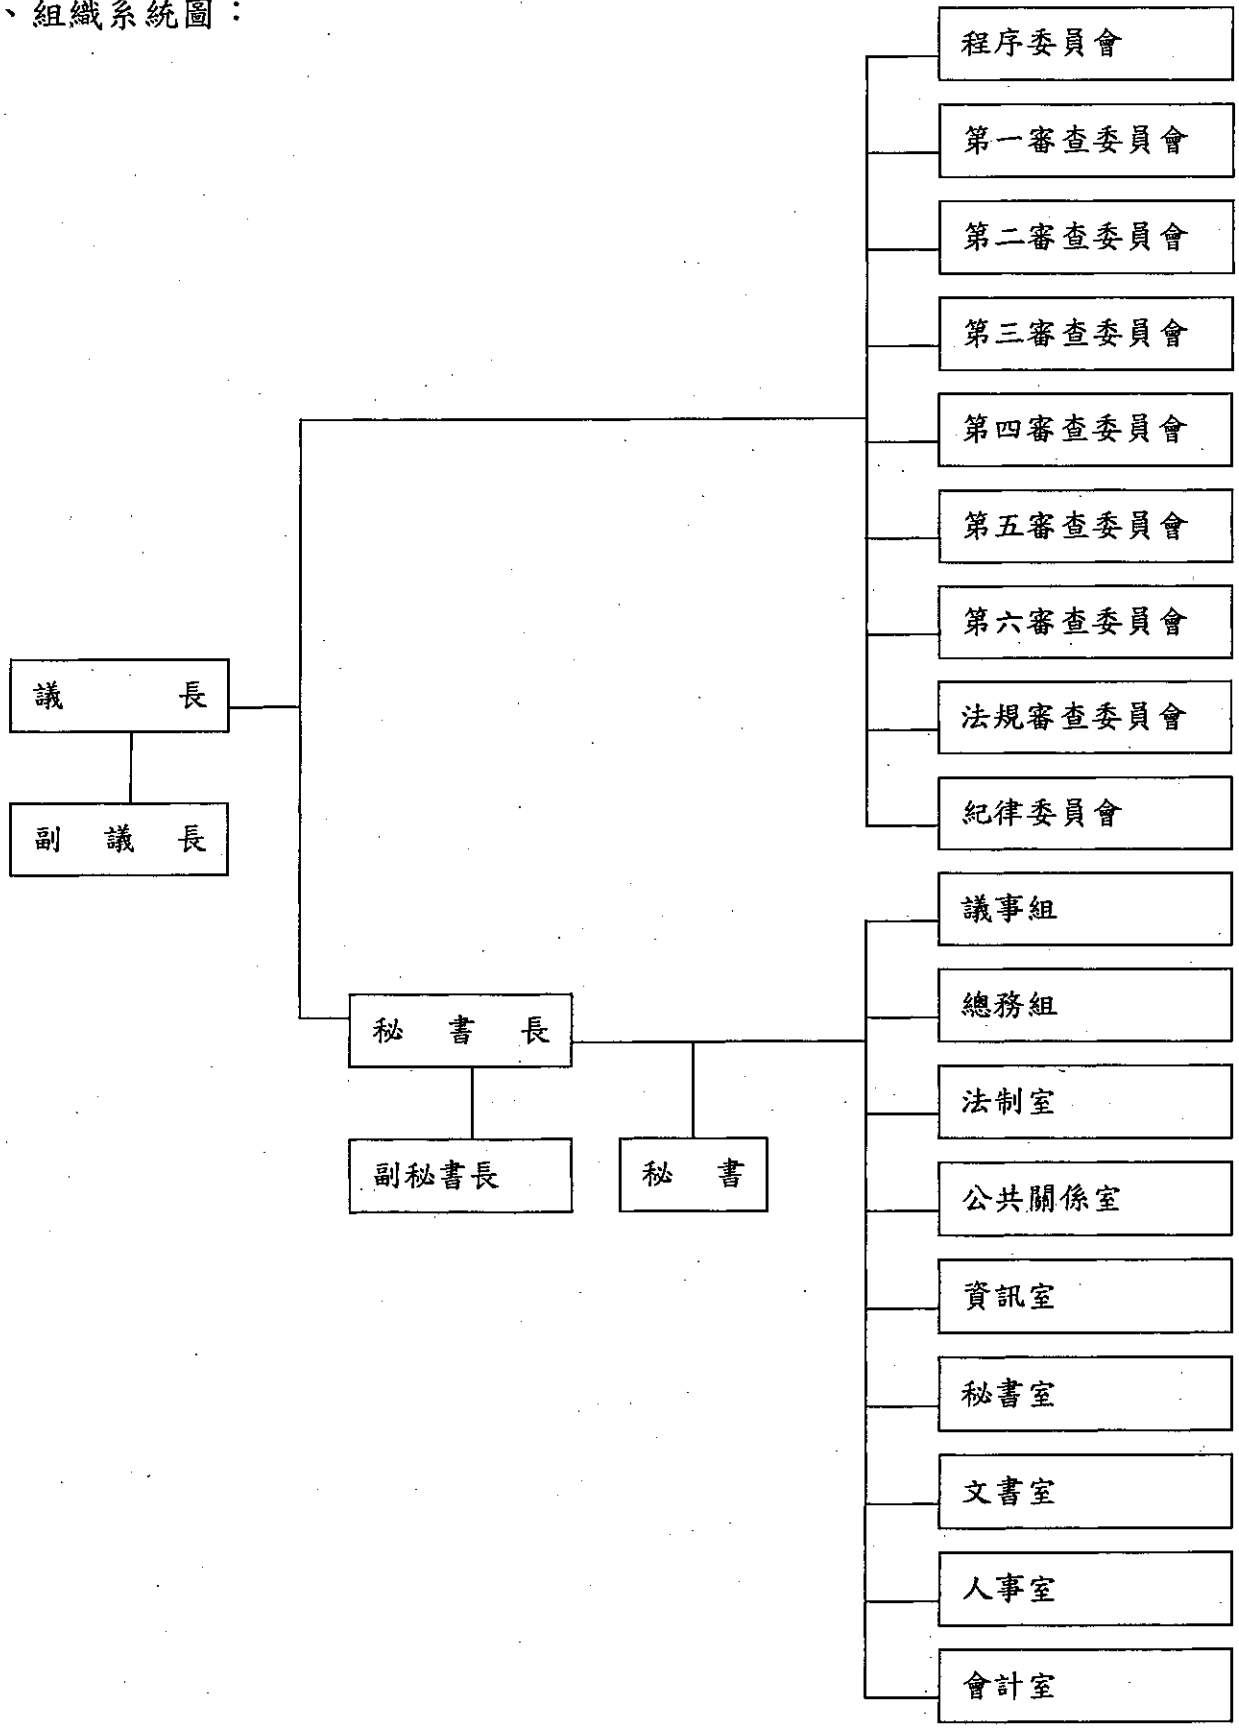 、組織系統圖：
程序委員會
第一審查委員會
第二審查委員會
第三審查委員會
第四審查委員會
第五審查委員會
第六審查委員會
法規審查委員會
紀律委員會
議長
副議長
秘書長
副秘書長
秘書
議事組
總務組
法制室
公共關係室
資訊室
秘書室
文書室
人事室
會計室